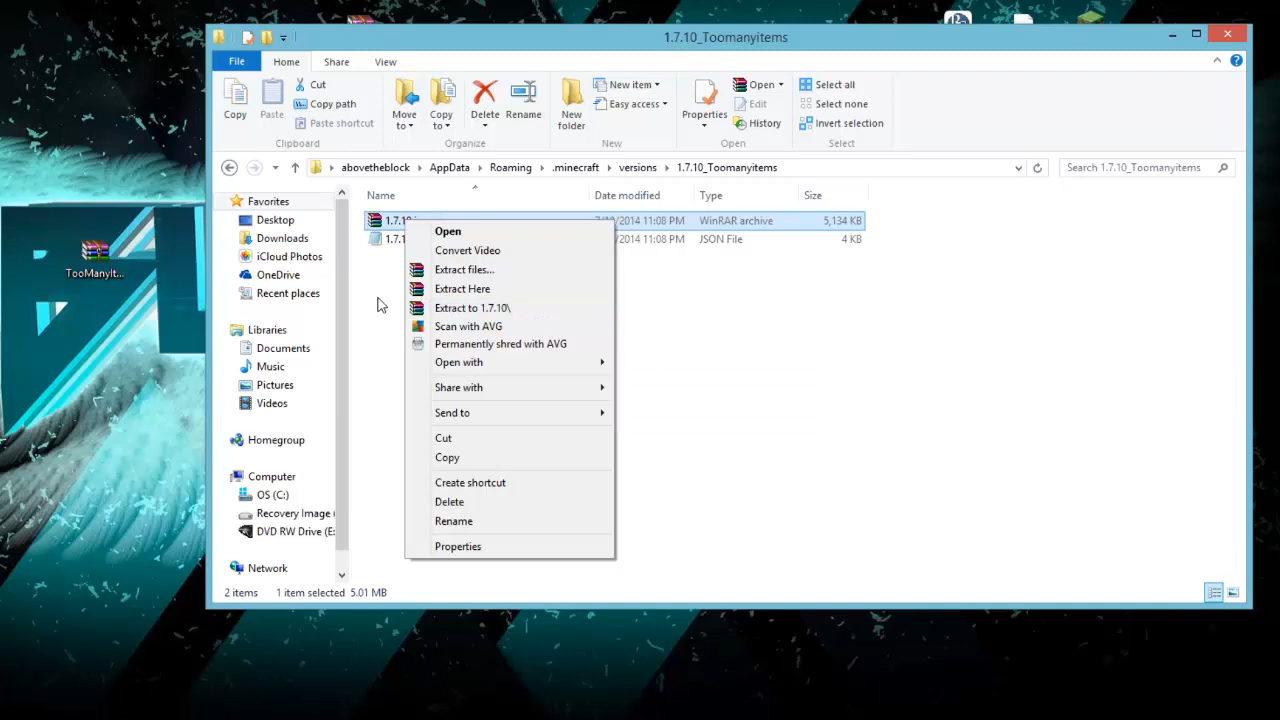 1.7.10_Toomanyitems
File
Home
Share
View
Copy
Paste
Cut
Copy path
Paste shortcut
Clipboard
Move to
Copy to
Delete
Rename
Organize
New folder
New item
Easy access
New
Properties
Open
Edit
History
Open
Select all
Select none
Invert selection
Select
abovetheblock
AppData
Roaming
.minecraft
versions
1.7.10_Toomanyitems
Search 1.7.10_Toomanyitems
Name
Date modified
Type
Size
/2014 11:08 PM
WinRAR archive
5,134 KB
1.7.1
/2014 11:08 PM
JSON File
4 KB
Favorites
Desktop
Downloads
iCloud Photos
OneDrive
Recent places
Libraries
Documents
Music
Pictures
Videos
Homegroup
Computer
OS (C:)
Recovery Image
DVD RW Drive (E:
Network
Open
Convert Video
Extract files...
Extract Here
Extract to 1.7.10\
Scan with AVG
Permanently shred with AVG
Open with
Share with
Send to
Cut
Copy
Create shortcut
Delete
Rename
Properties
2 items
1 item selected 5.01 MB
TooManyIt...